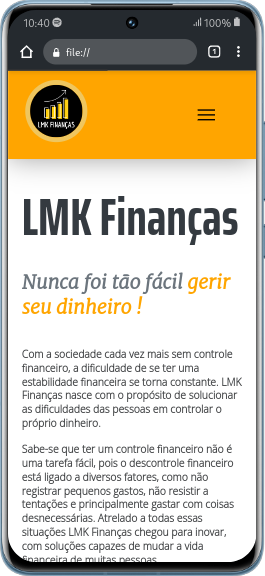 10:40
100%
file://
1
LMK FINANÇAS
LMK Finanças
Nunca foi tão fácil gerir
seu dinheiro !
Com a sociedade cada vez mais sem controle
financeiro, a dificuldade de se ter uma
estabilidade financeira se torna constante. LMK
Finanças nasce com o propósito de solucionar
as dificuldades das pessoas em controlar o
próprio dinheiro.
Sabe-se que ter um controle financeiro não é
uma tarefa fácil, pois o descontrole financeiro
está ligado a diversos fatores, como não
registrar pequenos gastos, não resistir a
tentações e principalmente gastar com coisas
desnecessárias. Atrelado a todas essas
situações LMK Finanças chegou para inovar,
com soluções capazes de mudar a vida
financeira de muitas pessoas.